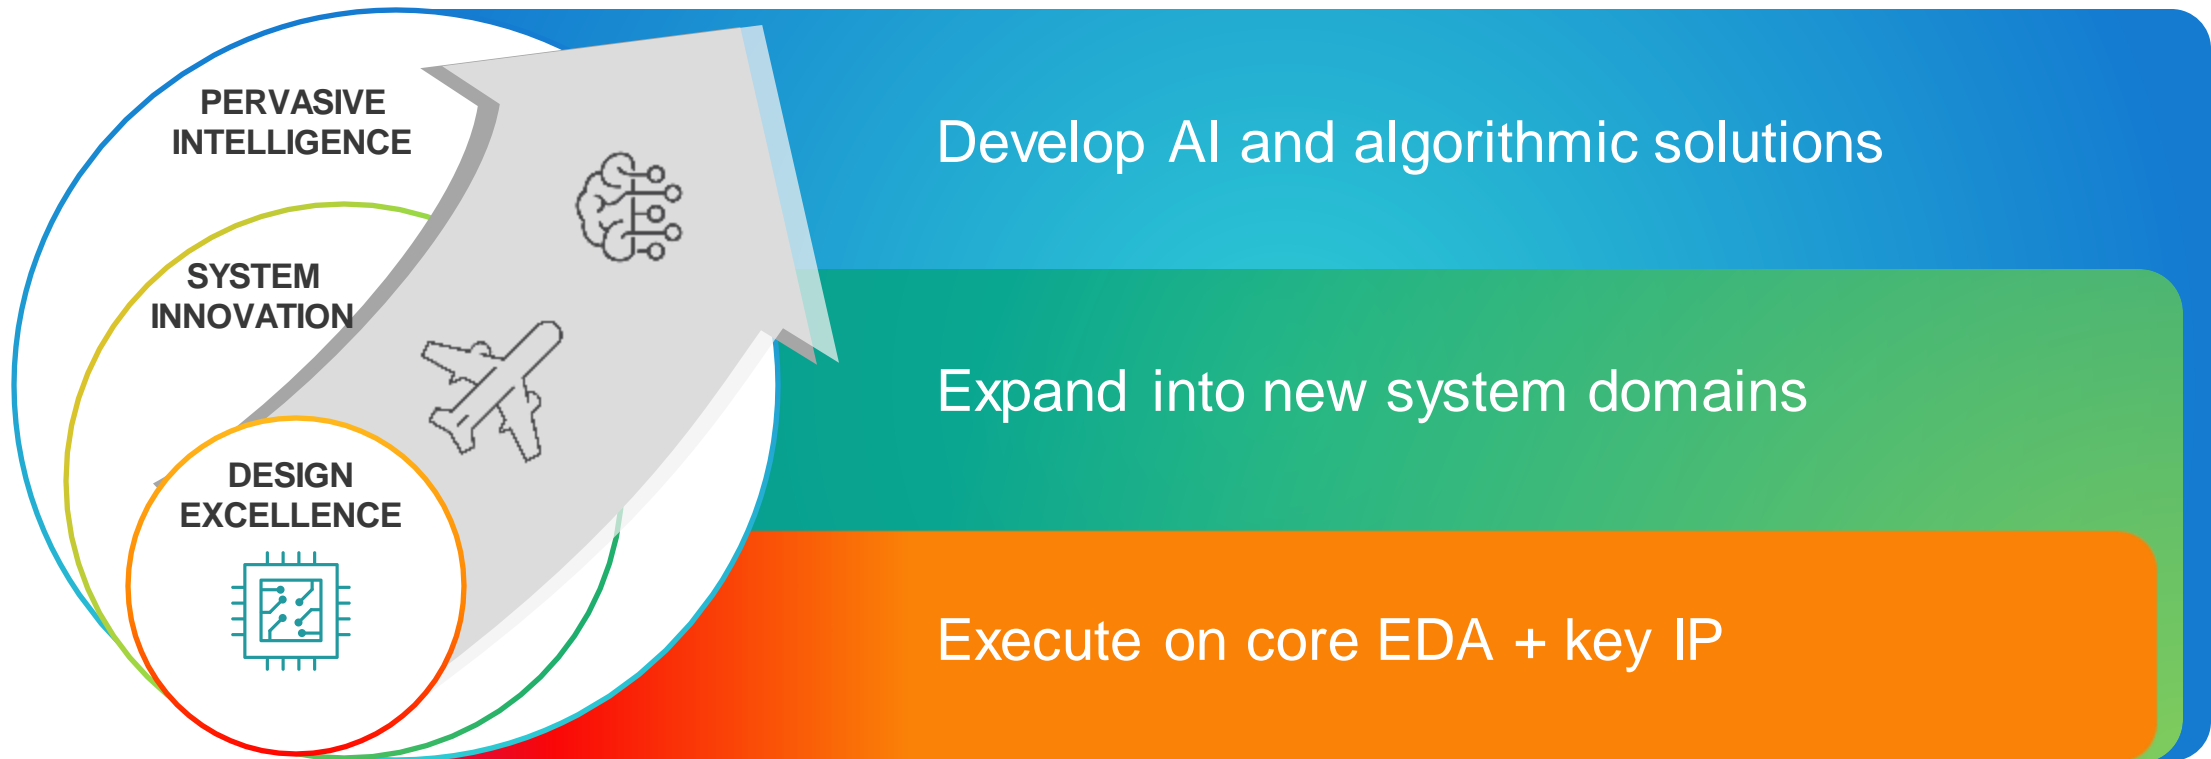 PERVASIVE
INTELLIGENCE
Develop AI and algorithmic solutions
SYSTEM
INNOVATION
Expand into new system domains
DESIGN
EXCELLENCE
Execute on core EDA + key IP